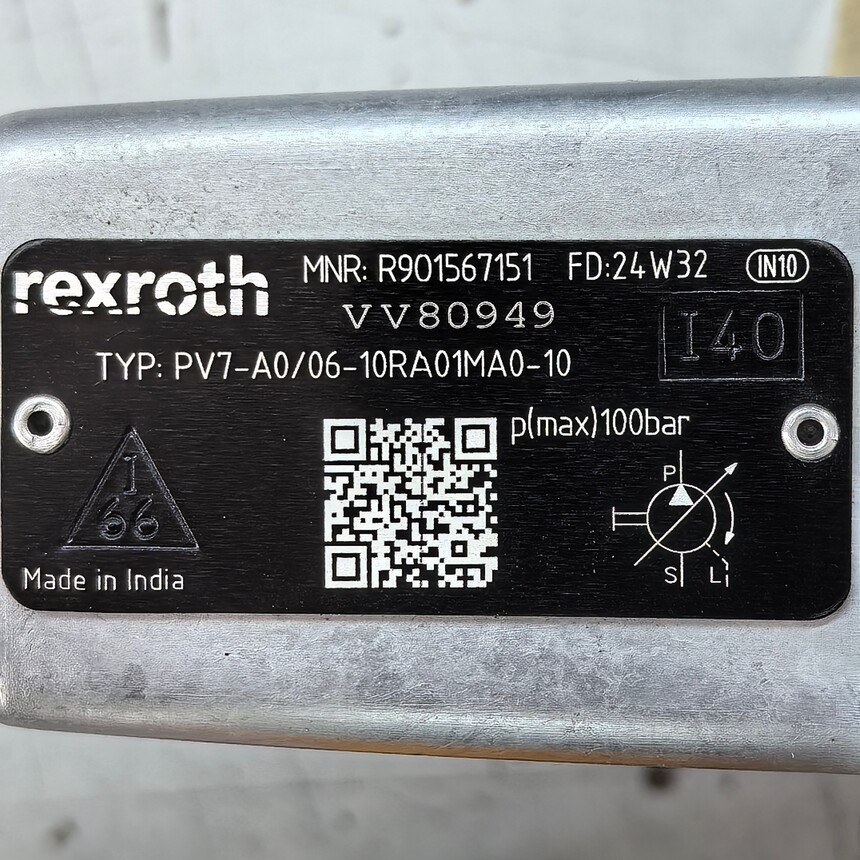 rexroth MNR: R901567151 FD:24W32 IN10
VV80949
I40
TYP: PV7-A0/06-10RA01MA0-10
p(max)100bar
I
66
P
S L
Made in India